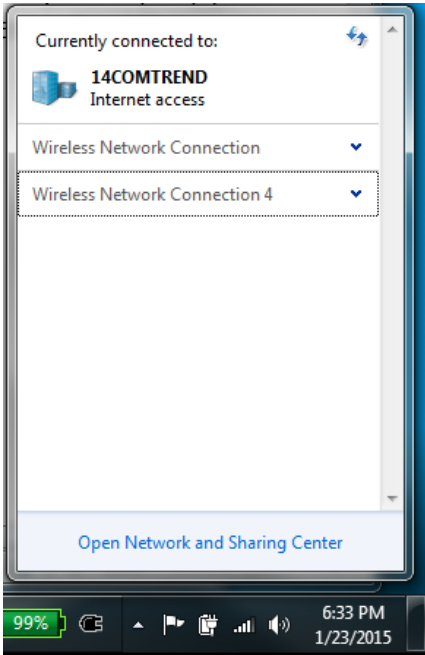 Currently connected to:
14COMTREND
Internet access
Wireless Network Connection
Wireless Network Connection 4
Open Network and Sharing Center
99%
6:33 PM
1/23/2015